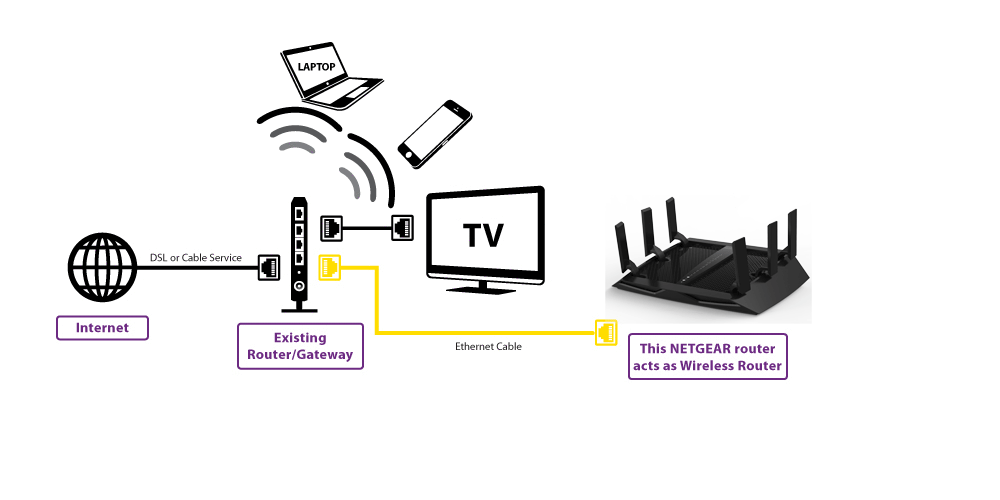 LAPTOP
TV
DSL or Cable Service
Internet
Existing
Router/Gateway
Ethernet Cable
This NETGEAR router
acts as Wireless Router